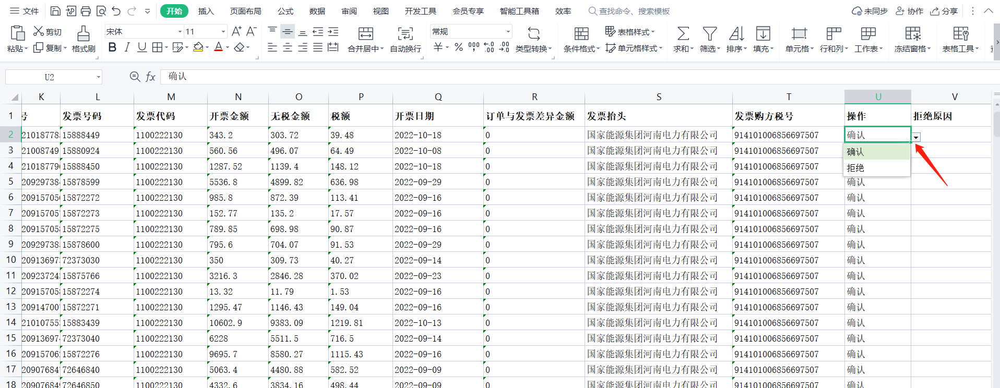 文件 开始 插入 页面布局 公式 数据 审阅 视图 开发工具 会员专享 智能工具箱 效率 查找命令、搜索模板 未同步 协作 分享
剪切 宋体 11 A+ A- 常规 表格样式
粘贴 复制 格式刷 B I U A 合并居中 自动换行 ¥ % 类型转换 条件格式 单元格样式 求和 筛选 排序 填充 单元格 行和列 工作表 冻结窗格 表格工具
U2 fx 确认
K L M N O P Q R S T U V
1 号 发票号码 发票代码 开票金额 无税金额 税额 开票日期 订单与发票差异金额 发票抬头 发票购方税号 操作 拒绝原因
2 21018778 15888449 1100222130 343.2 303.72 39.48 2022-10-18 0 国家能源集团河南电力有限公司 914101006856697507 确认
3 21008749 15880924 1100222130 560.56 496.07 64.49 2022-10-08 0 国家能源集团河南电力有限公司 914101006856697507 确认
4 21018779 15888450 1100222130 1287.52 1139.4 148.12 2022-10-18 0 国家能源集团河南电力有限公司 914101006856697507 拒绝
5 20929738 15878599 1100222130 5536.8 4899.82 636.98 2022-09-29 0 国家能源集团河南电力有限公司 914101006856697507 确认
6 20915705 15872272 1100222130 985.8 872.39 113.41 2022-09-16 0 国家能源集团河南电力有限公司 914101006856697507 确认
7 20915705 15872273 1100222130 152.77 135.2 17.57 2022-09-16 0 国家能源集团河南电力有限公司 914101006856697507 确认
8 20915705 15872275 1100222130 789.85 698.98 90.87 2022-09-16 0 国家能源集团河南电力有限公司 914101006856697507 确认
9 20929738 15878600 1100222130 795.6 704.07 91.53 2022-09-29 0 国家能源集团河南电力有限公司 914101006856697507 确认
10 20913697 72373030 1100222130 350 309.73 40.27 2022-09-14 0 国家能源集团河南电力有限公司 914101006856697507 确认
11 20923724 15875766 1100222130 3216.3 2846.28 370.02 2022-09-23 0 国家能源集团河南电力有限公司 914101006856697507 确认
12 20915705 15872274 1100222130 13.32 11.79 1.53 2022-09-16 0 国家能源集团河南电力有限公司 914101006856697507 确认
13 20914700 15872271 1100222130 1295.47 1146.43 149.04 2022-09-16 0 国家能源集团河南电力有限公司 914101006856697507 确认
14 21010755 15883439 1100222130 10602.9 9383.09 1219.81 2022-10-13 0 国家能源集团河南电力有限公司 914101006856697507 确认
15 20913697 72373040 1100222130 6228 5511.5 716.5 2022-09-14 0 国家能源集团河南电力有限公司 914101006856697507 确认
16 20915706 15872276 1100222130 9695.7 8580.27 1115.43 2022-09-16 0 国家能源集团河南电力有限公司 914101006856697507 确认
17 20907684 72646840 1100222130 5063.4 4480.88 582.52 2022-09-09 0 国家能源集团河南电力有限公司 914101006856697507 确认
18 20907684 72646850 1100222130 4332.6 3834.16 498.44 2022-09-09 0 国家能源集团河南电力有限公司 914101006856697507 确认